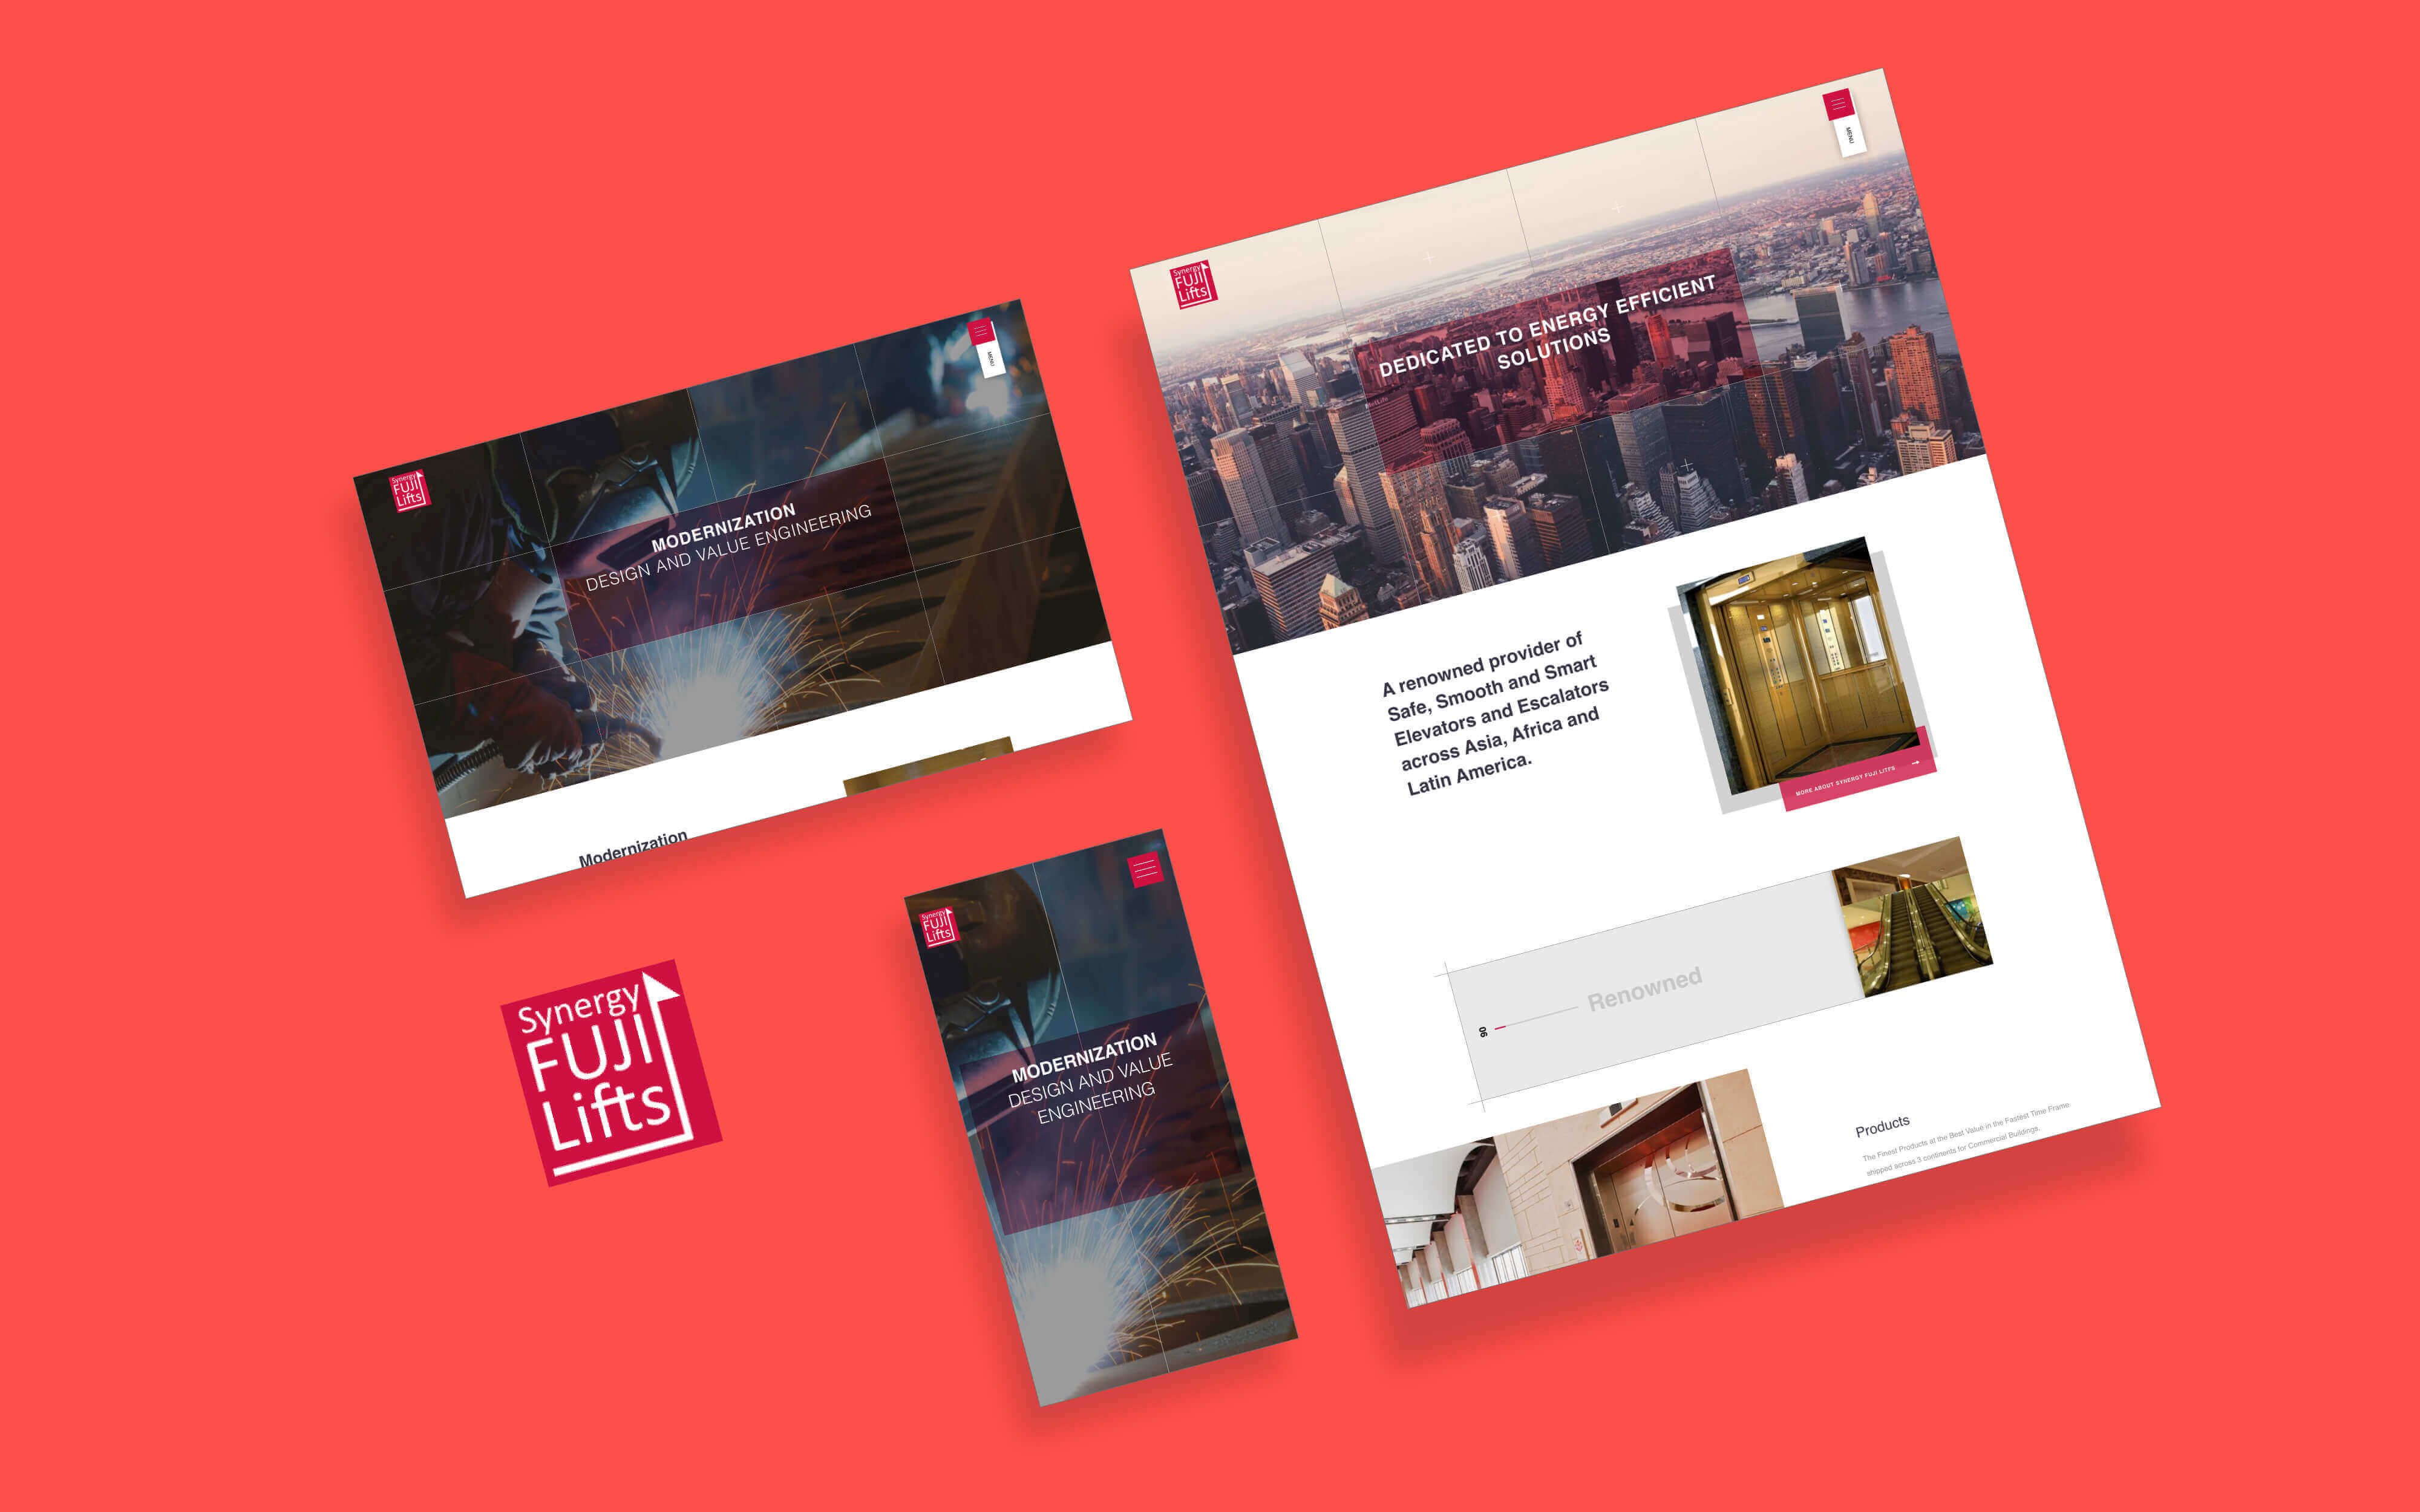 Synergy
FUJI
Lifts
MENU
MODERNIZATION
DESIGN AND VALUE ENGINEERING
Modernization
Synergy
FUJI
Lifts
Synergy
FUJI
Lifts
MODERNIZATION
DESIGN AND VALUE
ENGINEERING
Synergy
FUJI
Lifts
MENU
DEDICATED TO ENERGY EFFICIENT
SOLUTIONS
A renowned provider of
Safe, Smooth and Smart
Elevators and Escalators
across Asia, Africa and
Latin America.
MORE ABOUT SYNERGY FUJI LITFS
06
Renowned
Products
The Finest Products at the Best Value in the Fastest Time Frame
shipped across 3 continents for Commercial Buildings.